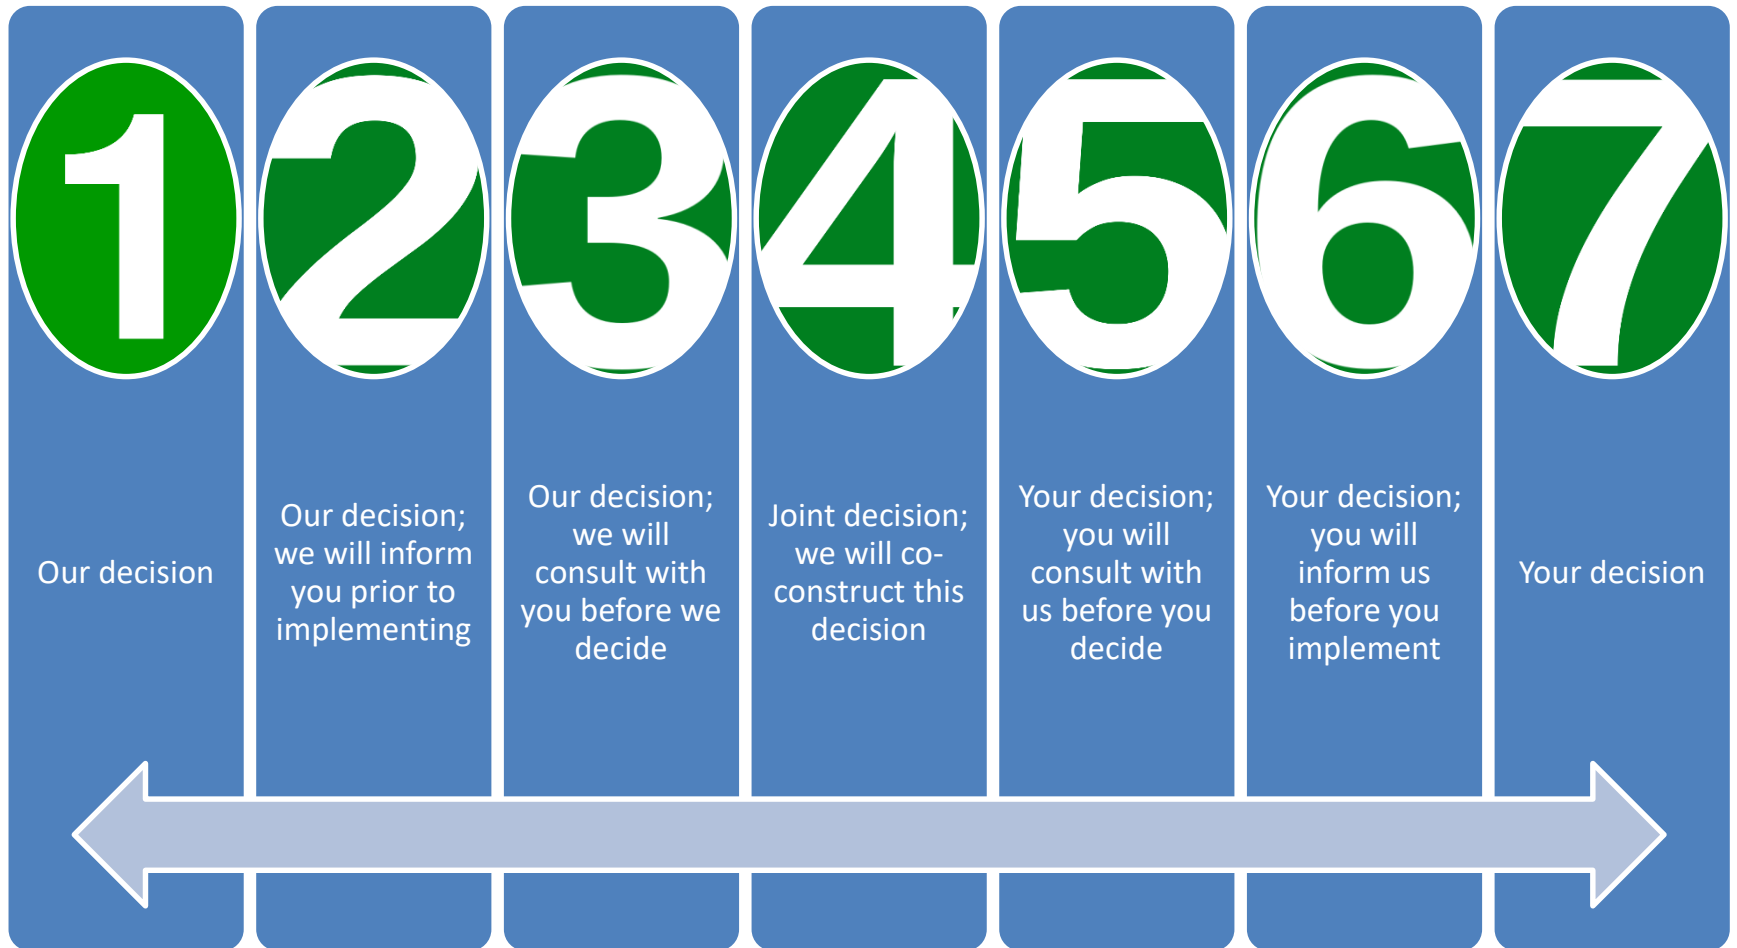 1
Our decision
2
Our decision;
we will inform
you prior to
implementing
3
Our decision;
we will
consult with
you before we
decide
4
Joint decision;
we will co-
construct this
decision
5
Your decision;
you will
consult with
us before you
decide
6
Your decision;
you will
inform us
before you
implement
7
Your decision